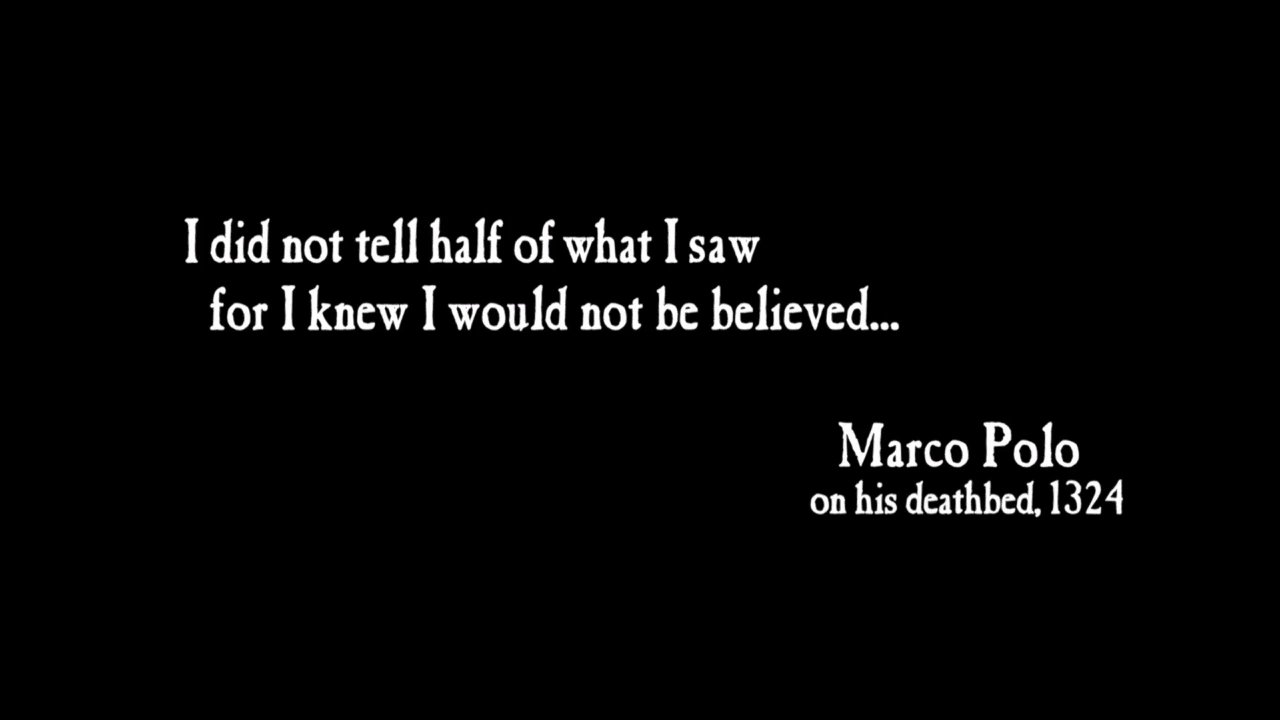 I did not tell half of what I saw
for I knew I would not be believed...
Marco Polo
on his deathbed, 1324